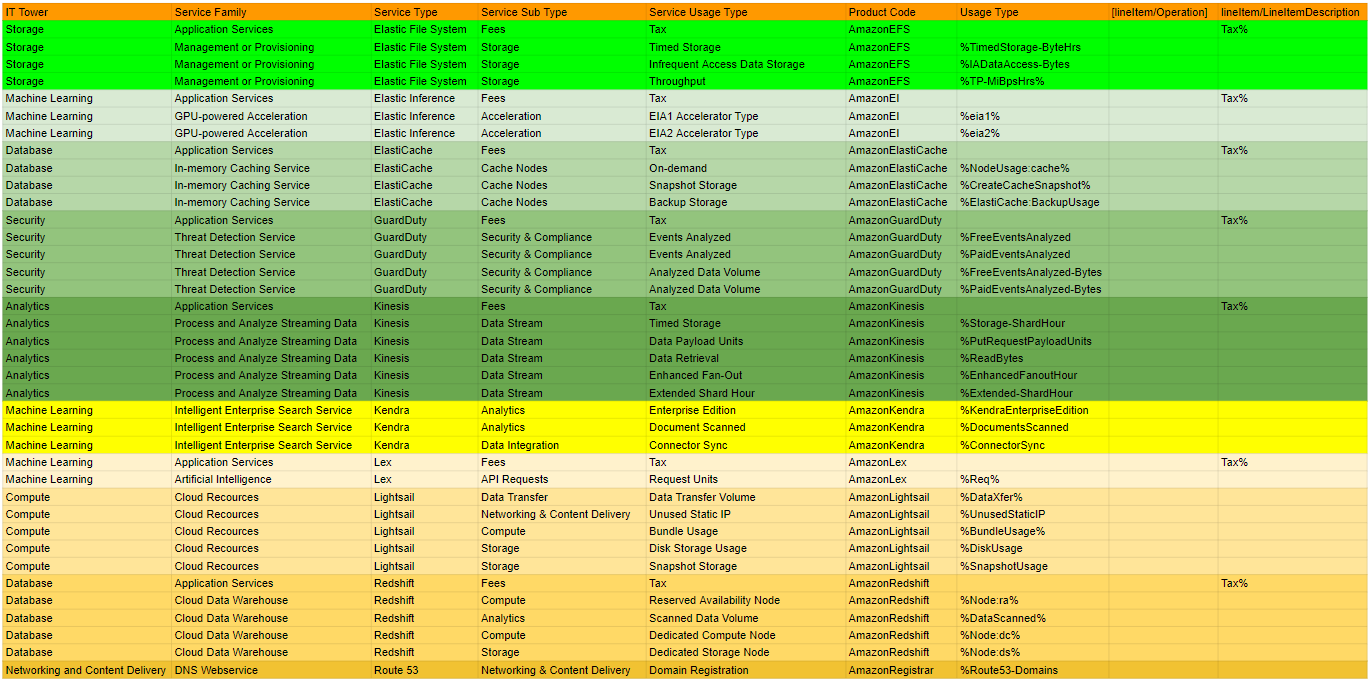 IT Tower Service Family Service Type Service Sub Type Service Usage Type Product Code Usage Type [lineItem/Operation] lineItem/LineItemDescription
Storage Application Services Elastic File System Fees Tax AmazonEFS Tax%
Storage Management or Provisioning Elastic File System Storage Timed Storage AmazonEFS %TimedStorage-ByteHrs
Storage Management or Provisioning Elastic File System Storage Infrequent Access Data Storage AmazonEFS %IADataAccess-Bytes
Storage Management or Provisioning Elastic File System Storage Throughput AmazonEFS %TP-MiBpsHrs%
Machine Learning Application Services Elastic Inference Fees Tax AmazonEI Tax%
Machine Learning GPU-powered Acceleration Elastic Inference Acceleration EIA1 Accelerator Type AmazonEI %eia1%
Machine Learning GPU-powered Acceleration Elastic Inference Acceleration EIA2 Accelerator Type AmazonEI %eia2%
Database Application Services ElastiCache Fees Tax AmazonElastiCache Tax%
Database In-memory Caching Service ElastiCache Cache Nodes On-demand AmazonElastiCache %NodeUsage:cache%
Database In-memory Caching Service ElastiCache Cache Nodes Snapshot Storage AmazonElastiCache %CreateCacheSnapshot%
Database In-memory Caching Service ElastiCache Cache Nodes Backup Storage AmazonElastiCache %ElastiCache:BackupUsage
Security Application Services GuardDuty Fees Tax AmazonGuardDuty Tax%
Security Threat Detection Service GuardDuty Security & Compliance Events Analyzed AmazonGuardDuty %FreeEventsAnalyzed
Security Threat Detection Service GuardDuty Security & Compliance Events Analyzed AmazonGuardDuty %PaidEventsAnalyzed
Security Threat Detection Service GuardDuty Security & Compliance Analyzed Data Volume AmazonGuardDuty %FreeEventsAnalyzed-Bytes
Security Threat Detection Service GuardDuty Security & Compliance Analyzed Data Volume AmazonGuardDuty %PaidEventsAnalyzed-Bytes
Analytics Application Services Kinesis Fees Tax AmazonKinesis Tax%
Analytics Process and Analyze Streaming Data Kinesis Data Stream Timed Storage AmazonKinesis %Storage-ShardHour
Analytics Process and Analyze Streaming Data Kinesis Data Stream Data Payload Units AmazonKinesis %PutRequestPayloadUnits
Analytics Process and Analyze Streaming Data Kinesis Data Stream Data Retrieval AmazonKinesis %ReadBytes
Analytics Process and Analyze Streaming Data Kinesis Data Stream Enhanced Fan-Out AmazonKinesis %EnhancedFanoutHour
Analytics Process and Analyze Streaming Data Kinesis Data Stream Extended Shard Hour AmazonKinesis %Extended-ShardHour
Machine Learning Intelligent Enterprise Search Service Kendra Analytics Enterprise Edition AmazonKendra %KendraEnterpriseEdition
Machine Learning Intelligent Enterprise Search Service Kendra Analytics Document Scanned AmazonKendra %DocumentsScanned
Machine Learning Intelligent Enterprise Search Service Kendra Data Integration Connector Sync AmazonKendra %ConnectorSync
Machine Learning Application Services Lex Fees Tax AmazonLex Tax%
Machine Learning Artificial Intelligence Lex API Requests Request Units AmazonLex %Req%
Compute Cloud Recources Lightsail Data Transfer Data Transfer Volume AmazonLightsail %DataXfer%
Compute Cloud Recources Lightsail Networking & Content Delivery Unused Static IP AmazonLightsail %UnusedStaticIP
Compute Cloud Recources Lightsail Compute Bundle Usage AmazonLightsail %BundleUsage%
Compute Cloud Recources Lightsail Storage Disk Storage Usage AmazonLightsail %DiskUsage
Compute Cloud Recources Lightsail Storage Snapshot Storage AmazonLightsail %SnapshotUsage
Database Application Services Redshift Fees Tax AmazonRedshift Tax%
Database Cloud Data Warehouse Redshift Compute Reserved Availability Node AmazonRedshift %Node:ra%
Database Cloud Data Warehouse Redshift Analytics Scanned Data Volume AmazonRedshift %DataScanned%
Database Cloud Data Warehouse Redshift Compute Dedicated Compute Node AmazonRedshift %Node:dc%
Database Cloud Data Warehouse Redshift Storage Dedicated Storage Node AmazonRedshift %Node:ds%
Networking and Content Delivery DNS Webservice Route 53 Networking & Content Delivery Domain Registration AmazonRegistrar %Route53-Domains